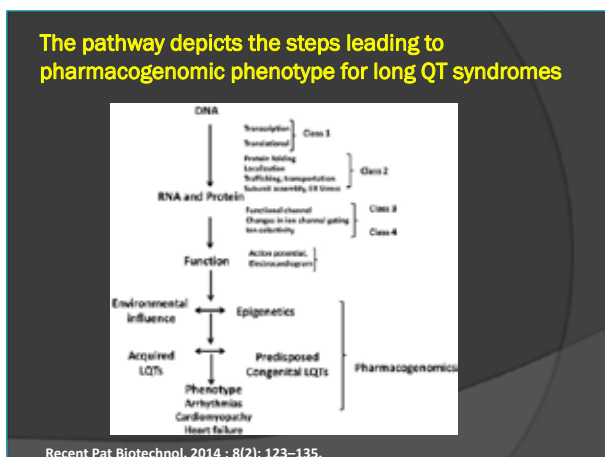 The pathway depicts the steps leading to
pharmacogenomic phenotype for long QT syndromes
DNA
Transcription
Translational
Class 1
Protein folding
Localization
Trafficking, transportation
Subunit assembly, ER Stress
Class 2
RNA and Protein
Functional channel
Changes in ion channel gating
Ion selectivity
Class 3
Class 4
Function
Action potential,
Electrocardiogram
Environmental
influence
Epigenetics
Acquired
LQTs
Predisposed
Congenital LQTs
Pharmacogenomics
Phenotype
Arrhythmias
Cardiomyopathy
Heart failure
Recent Pat Biotechnol. 2014 ; 8(2): 123–135.